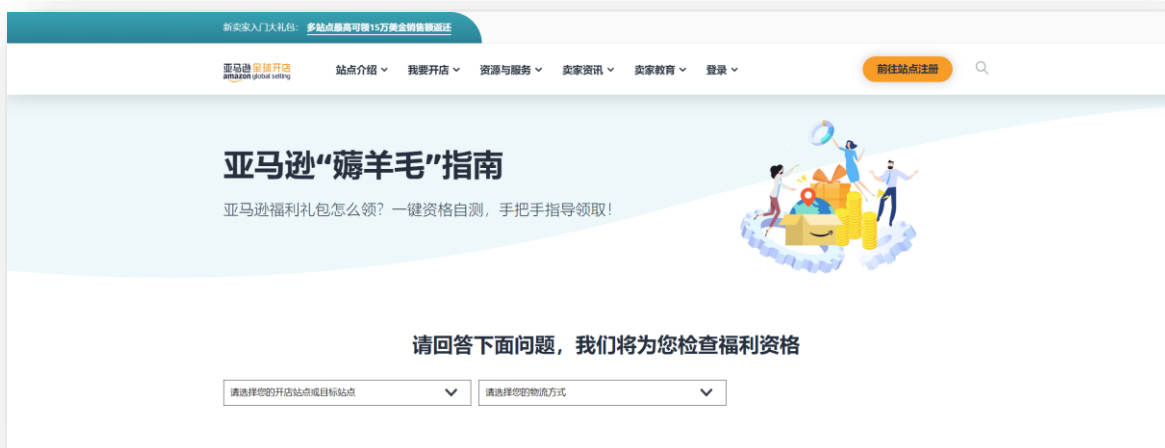 新卖家入门大礼包: 多站点最高可领15万美金销售额返还
亚马逊全球开店
amazon global selling
站点介绍 我要开店 资源与服务 卖家资讯 卖家教育 登录 前往站点注册
亚马逊“薅羊毛”指南
亚马逊福利礼包怎么领？一键资格自测，手把手指导领取！
请回答下面问题，我们将为您检查福利资格
请选择您的开店站点或目标站点 请选择您的物流方式